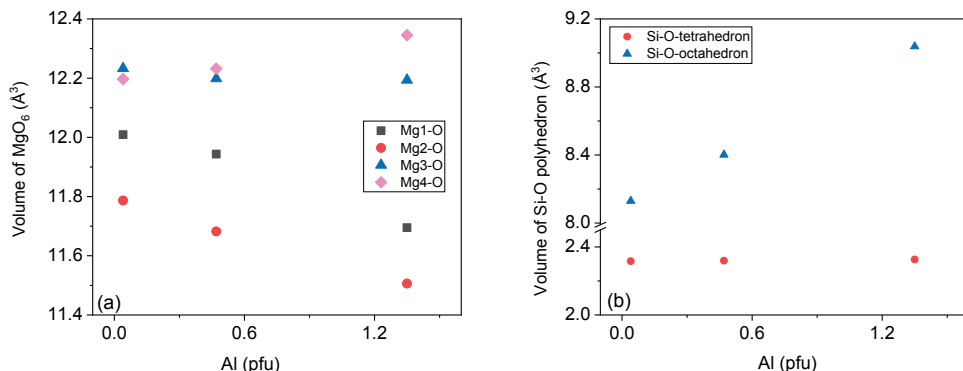 12.4
12.2
12.0
11.8
11.6
11.4
Volume of MgO₆ (Å³)
Mg1-O
Mg2-O
Mg3-O
Mg4-O
(a)
0.0 0.6 1.2
Al (pfu)
9.2
8.4
8.0
2.4
2.0
Volume of Si-O polyhedron (Å³)
Si-O-tetrahedron
Si-O-octahedron
(b)
0.0 0.6 1.2
Al (pfu)